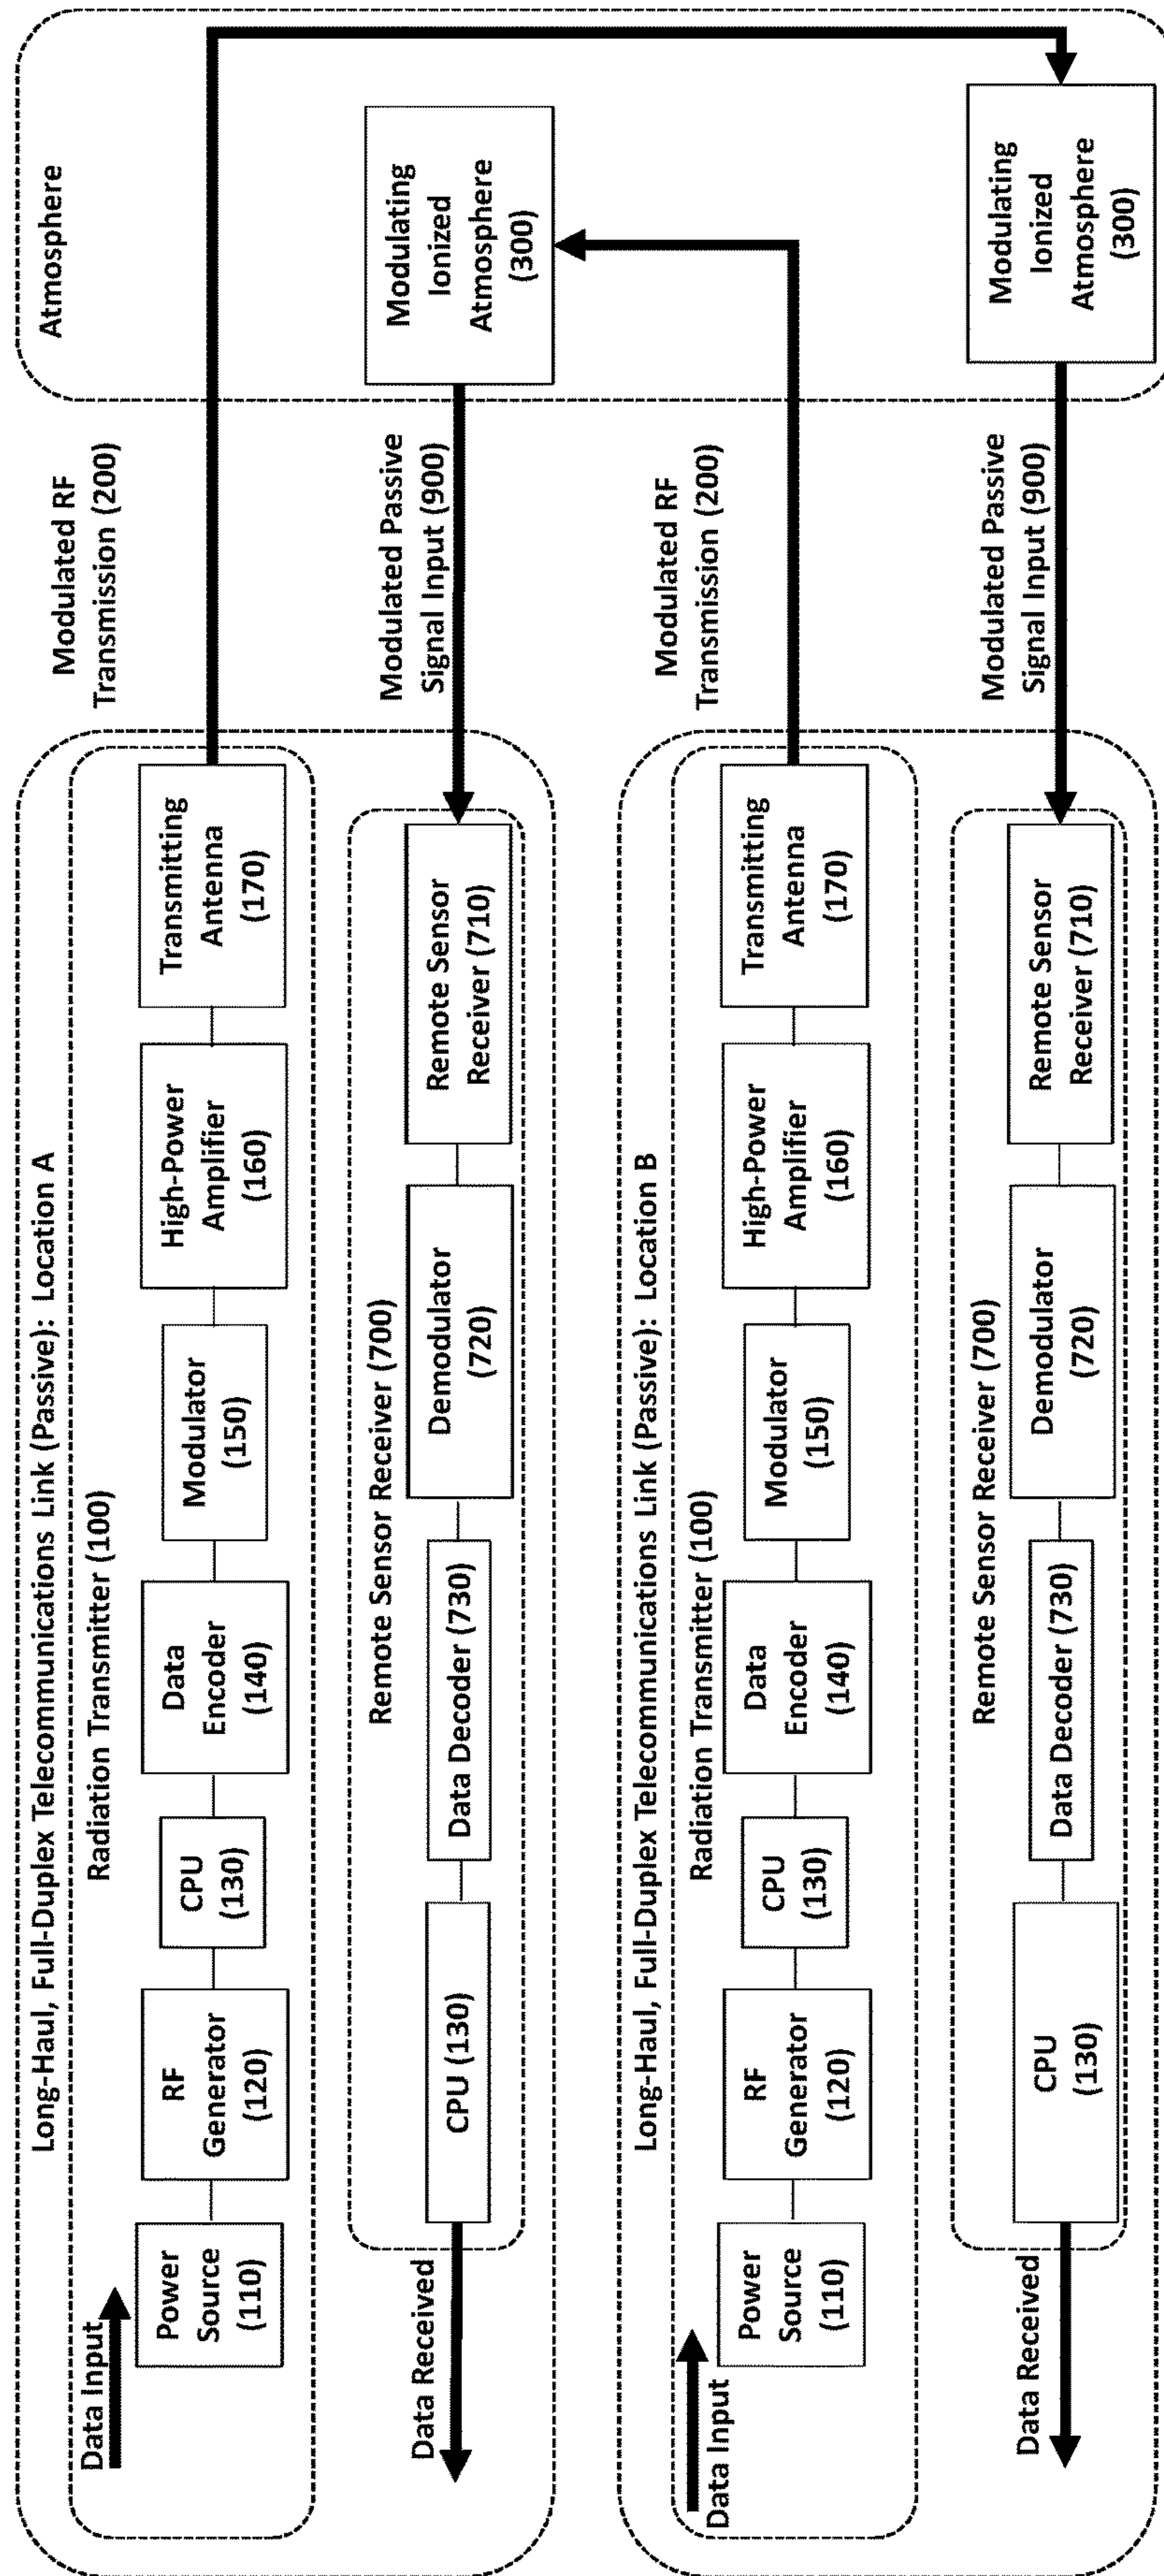 Long-Haul, Full-Duplex Telecommunications Link (Passive): Location A
Radiation Transmitter (100)
Data Input
Power
Source
(110)
RF
Generator
(120)
CPU
(130)
Data
Encoder
(140)
Modulator
(150)
High-Power
Amplifier
(160)
Transmitting
Antenna
(170)
Modulated RF
Transmission (200)
Atmosphere
Remote Sensor Receiver (700)
Data Received
CPU (130)
Data Decoder (730)
Demodulator
(720)
Remote Sensor
Receiver (710)
Modulated Passive
Signal Input (900)
Modulating
Ionized
Atmosphere
(300)
Long-Haul, Full-Duplex Telecommunications Link (Passive): Location B
Radiation Transmitter (100)
Data Input
Power
Source
(110)
RF
Generator
(120)
CPU
(130)
Data
Encoder
(140)
Modulator
(150)
High-Power
Amplifier
(160)
Transmitting
Antenna
(170)
Modulated RF
Transmission (200)
Remote Sensor Receiver (700)
Data Received
CPU
(130)
Data Decoder (730)
Demodulator
(720)
Remote Sensor
Receiver (710)
Modulated Passive
Signal Input (900)
Modulating
Ionized
Atmosphere
(300)